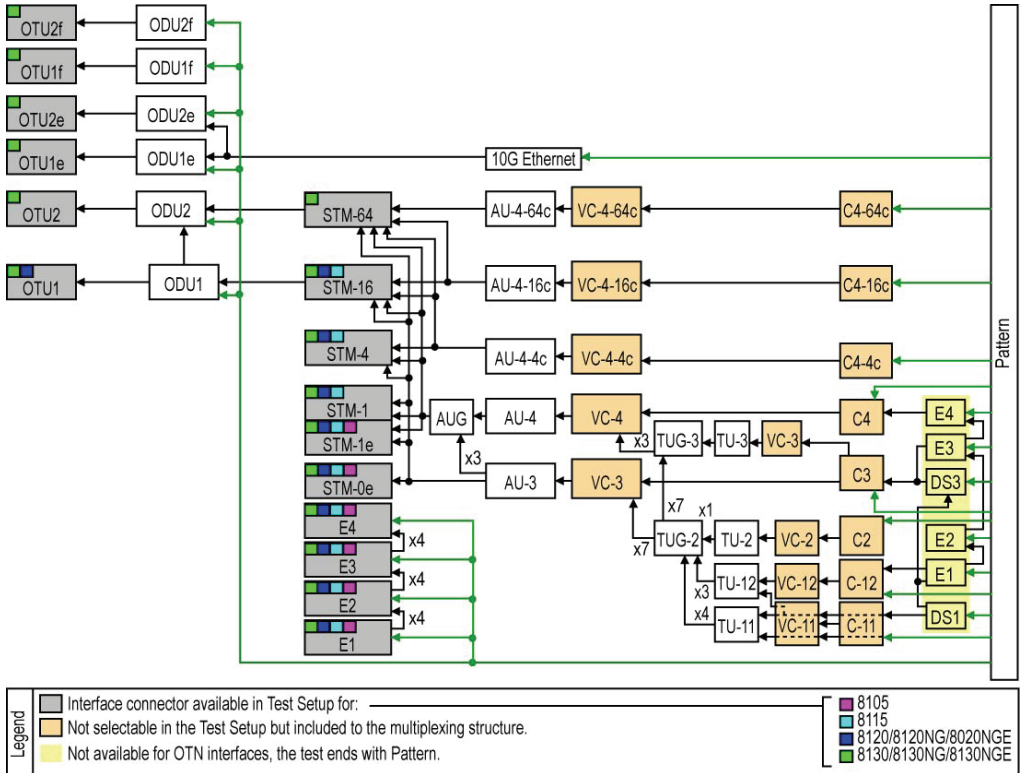 OTU2f ODU2f
OTU1f ODU1f
OTU2e ODU2e
OTU1e ODU1e 10G Ethernet
OTU2 ODU2 STM-64 AU-4-64c VC-4-64c C4-64c
OTU1 ODU1 STM-16 AU-4-16c VC-4-16c C4-16c
Pattern
STM-4 AU-4-4c VC-4-4c C4-4c
STM-1 AUG AU-4 VC-4 C4 E4
STM-1e x3 TUG-3 TU-3 VC-3 E3
x3
STM-0e AU-3 VC-3 C3 DS3
x7 x1
E4 x4 x7 TUG-2 TU-2 VC-2 C2 E2
E3 x4 x3 TU-12 VC-12 C-12 E1
E2 x4 x4 TU-11 VC-11 C-11 DS1
E1
Legend
Interface connector available in Test Setup for:
Not selectable in the Test Setup but included to the multiplexing structure.
Not available for OTN interfaces, the test ends with Pattern.
8105
8115
8120/8120NG/8020NGE
8130/8130NG/8130NGE